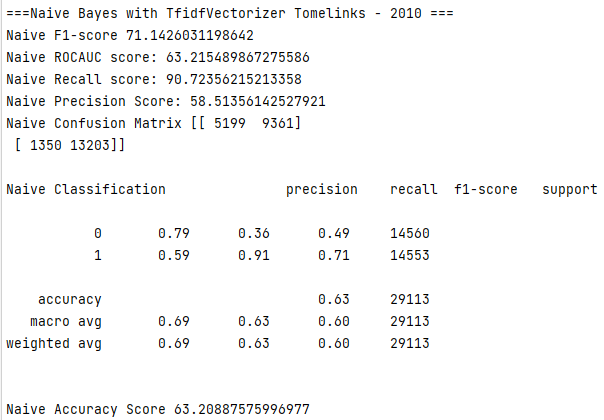 ===Naive Bayes with TfidfVectorizer Tomelinks - 2010 ===
Naive F1-score 71.1426031198642
Naive ROCAUC score: 63.215489867275586
Naive Recall score: 90.72356215213358
Naive Precision Score: 58.51356142527921
Naive Confusion Matrix [[ 5199  9361]
 [ 1350 13203]]
Naive Classification               precision    recall  f1-score   support
           0       0.79      0.36      0.49     14560
           1       0.59      0.91      0.71     14553
    accuracy                           0.63     29113
   macro avg       0.69      0.63      0.60     29113
weighted avg       0.69      0.63      0.60     29113
Naive Accuracy Score 63.20887575996977